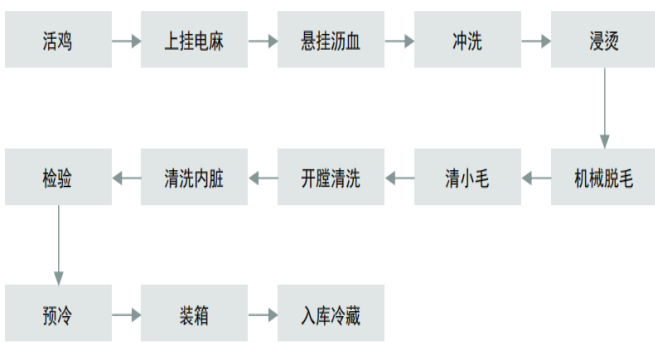 活鸡
上挂电麻
悬挂沥血
冲洗
浸烫
机械脱毛
清小毛
开膛清洗
清洗内脏
检验
预冷
装箱
入库冷藏